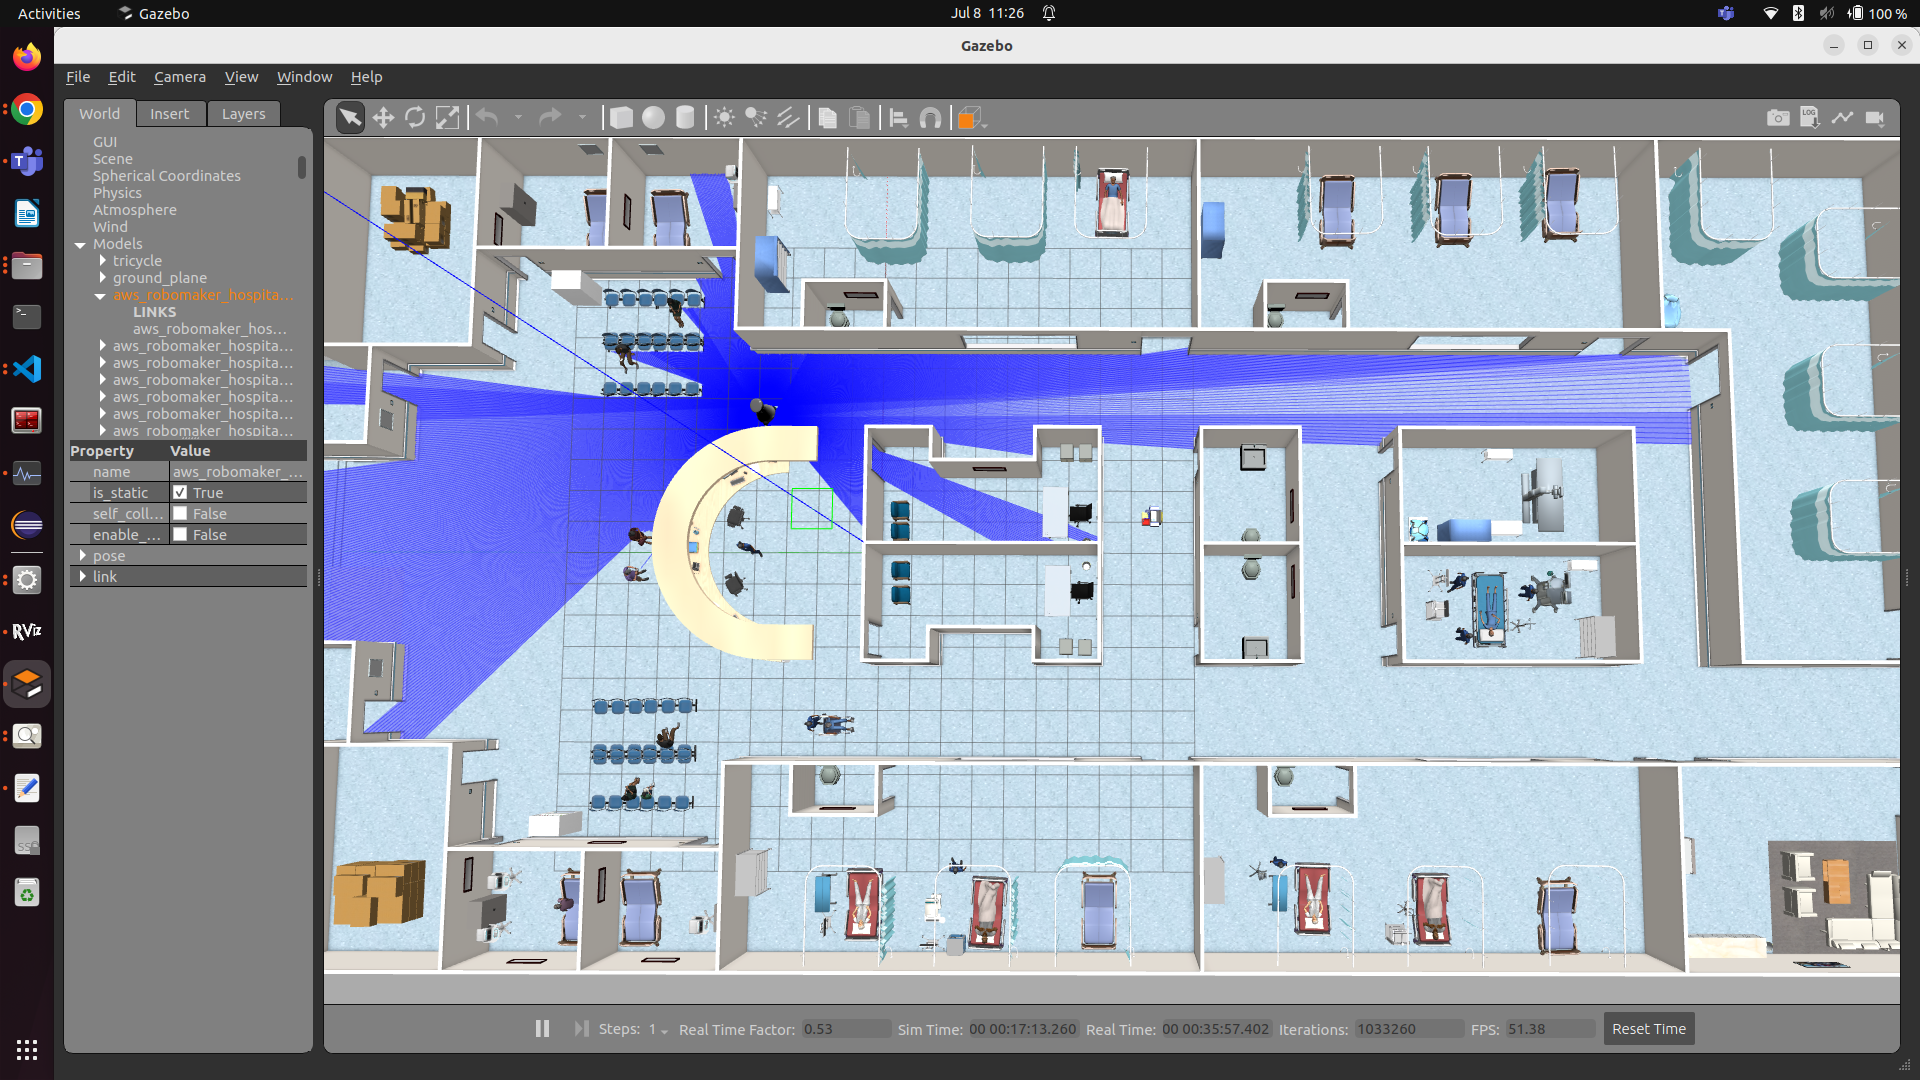 Activities Gazebo Jul 8 11:26 100 %
Gazebo
File Edit Camera View Window Help
World Insert Layers
GUI
Scene
Spherical Coordinates
Physics
Atmosphere
Wind
Models
tricycle
ground_plane
aws_robomaker_hospita...
LINKS
aws_robomaker_hos...
aws_robomaker_hospita...
aws_robomaker_hospita...
aws_robomaker_hospita...
aws_robomaker_hospita...
aws_robomaker_hospita...
aws_robomaker_hospita...
Property Value
name aws_robomaker_...
is_static True
self_coll... False
enable_... False
pose
link
LOG
RViz
Steps: 1 Real Time Factor: 0.53 Sim Time: 00 00:17:13.260 Real Time: 00 00:35:57.402 Iterations: 1033260 FPS: 51.38 Reset Time